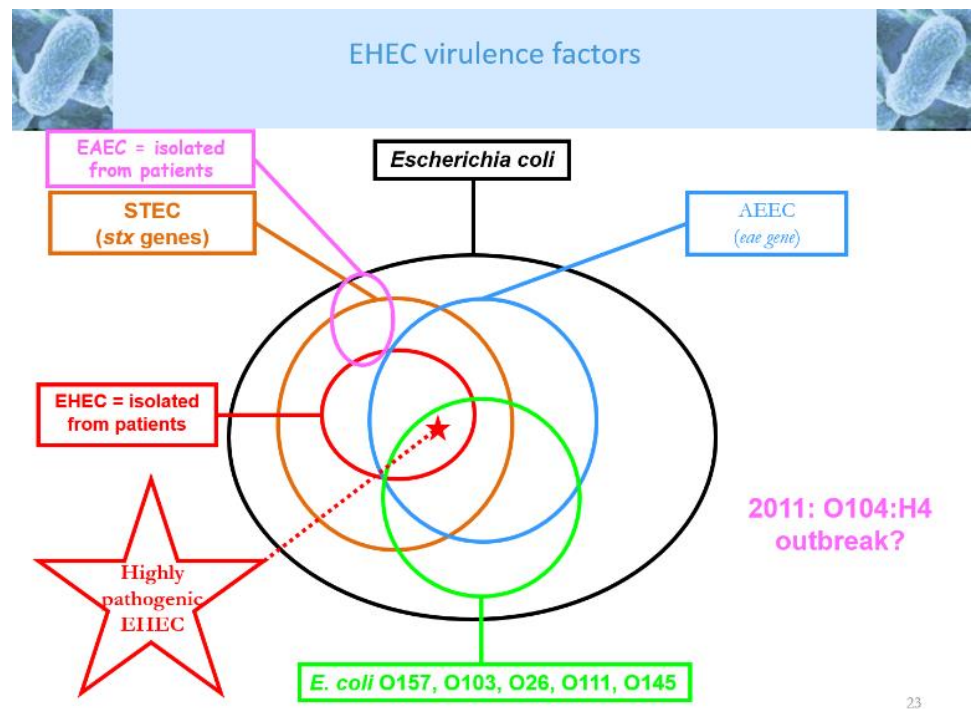 EHEC virulence factors
EAEC = isolated
from patients
Escherichia coli
STEC
(stx genes)
AEEC
(eae gene)
EHEC = isolated
from patients
2011: O104:H4
outbreak?
Highly
pathogenic
EHEC
E. coli O157, O103, O26, O111, O145
23